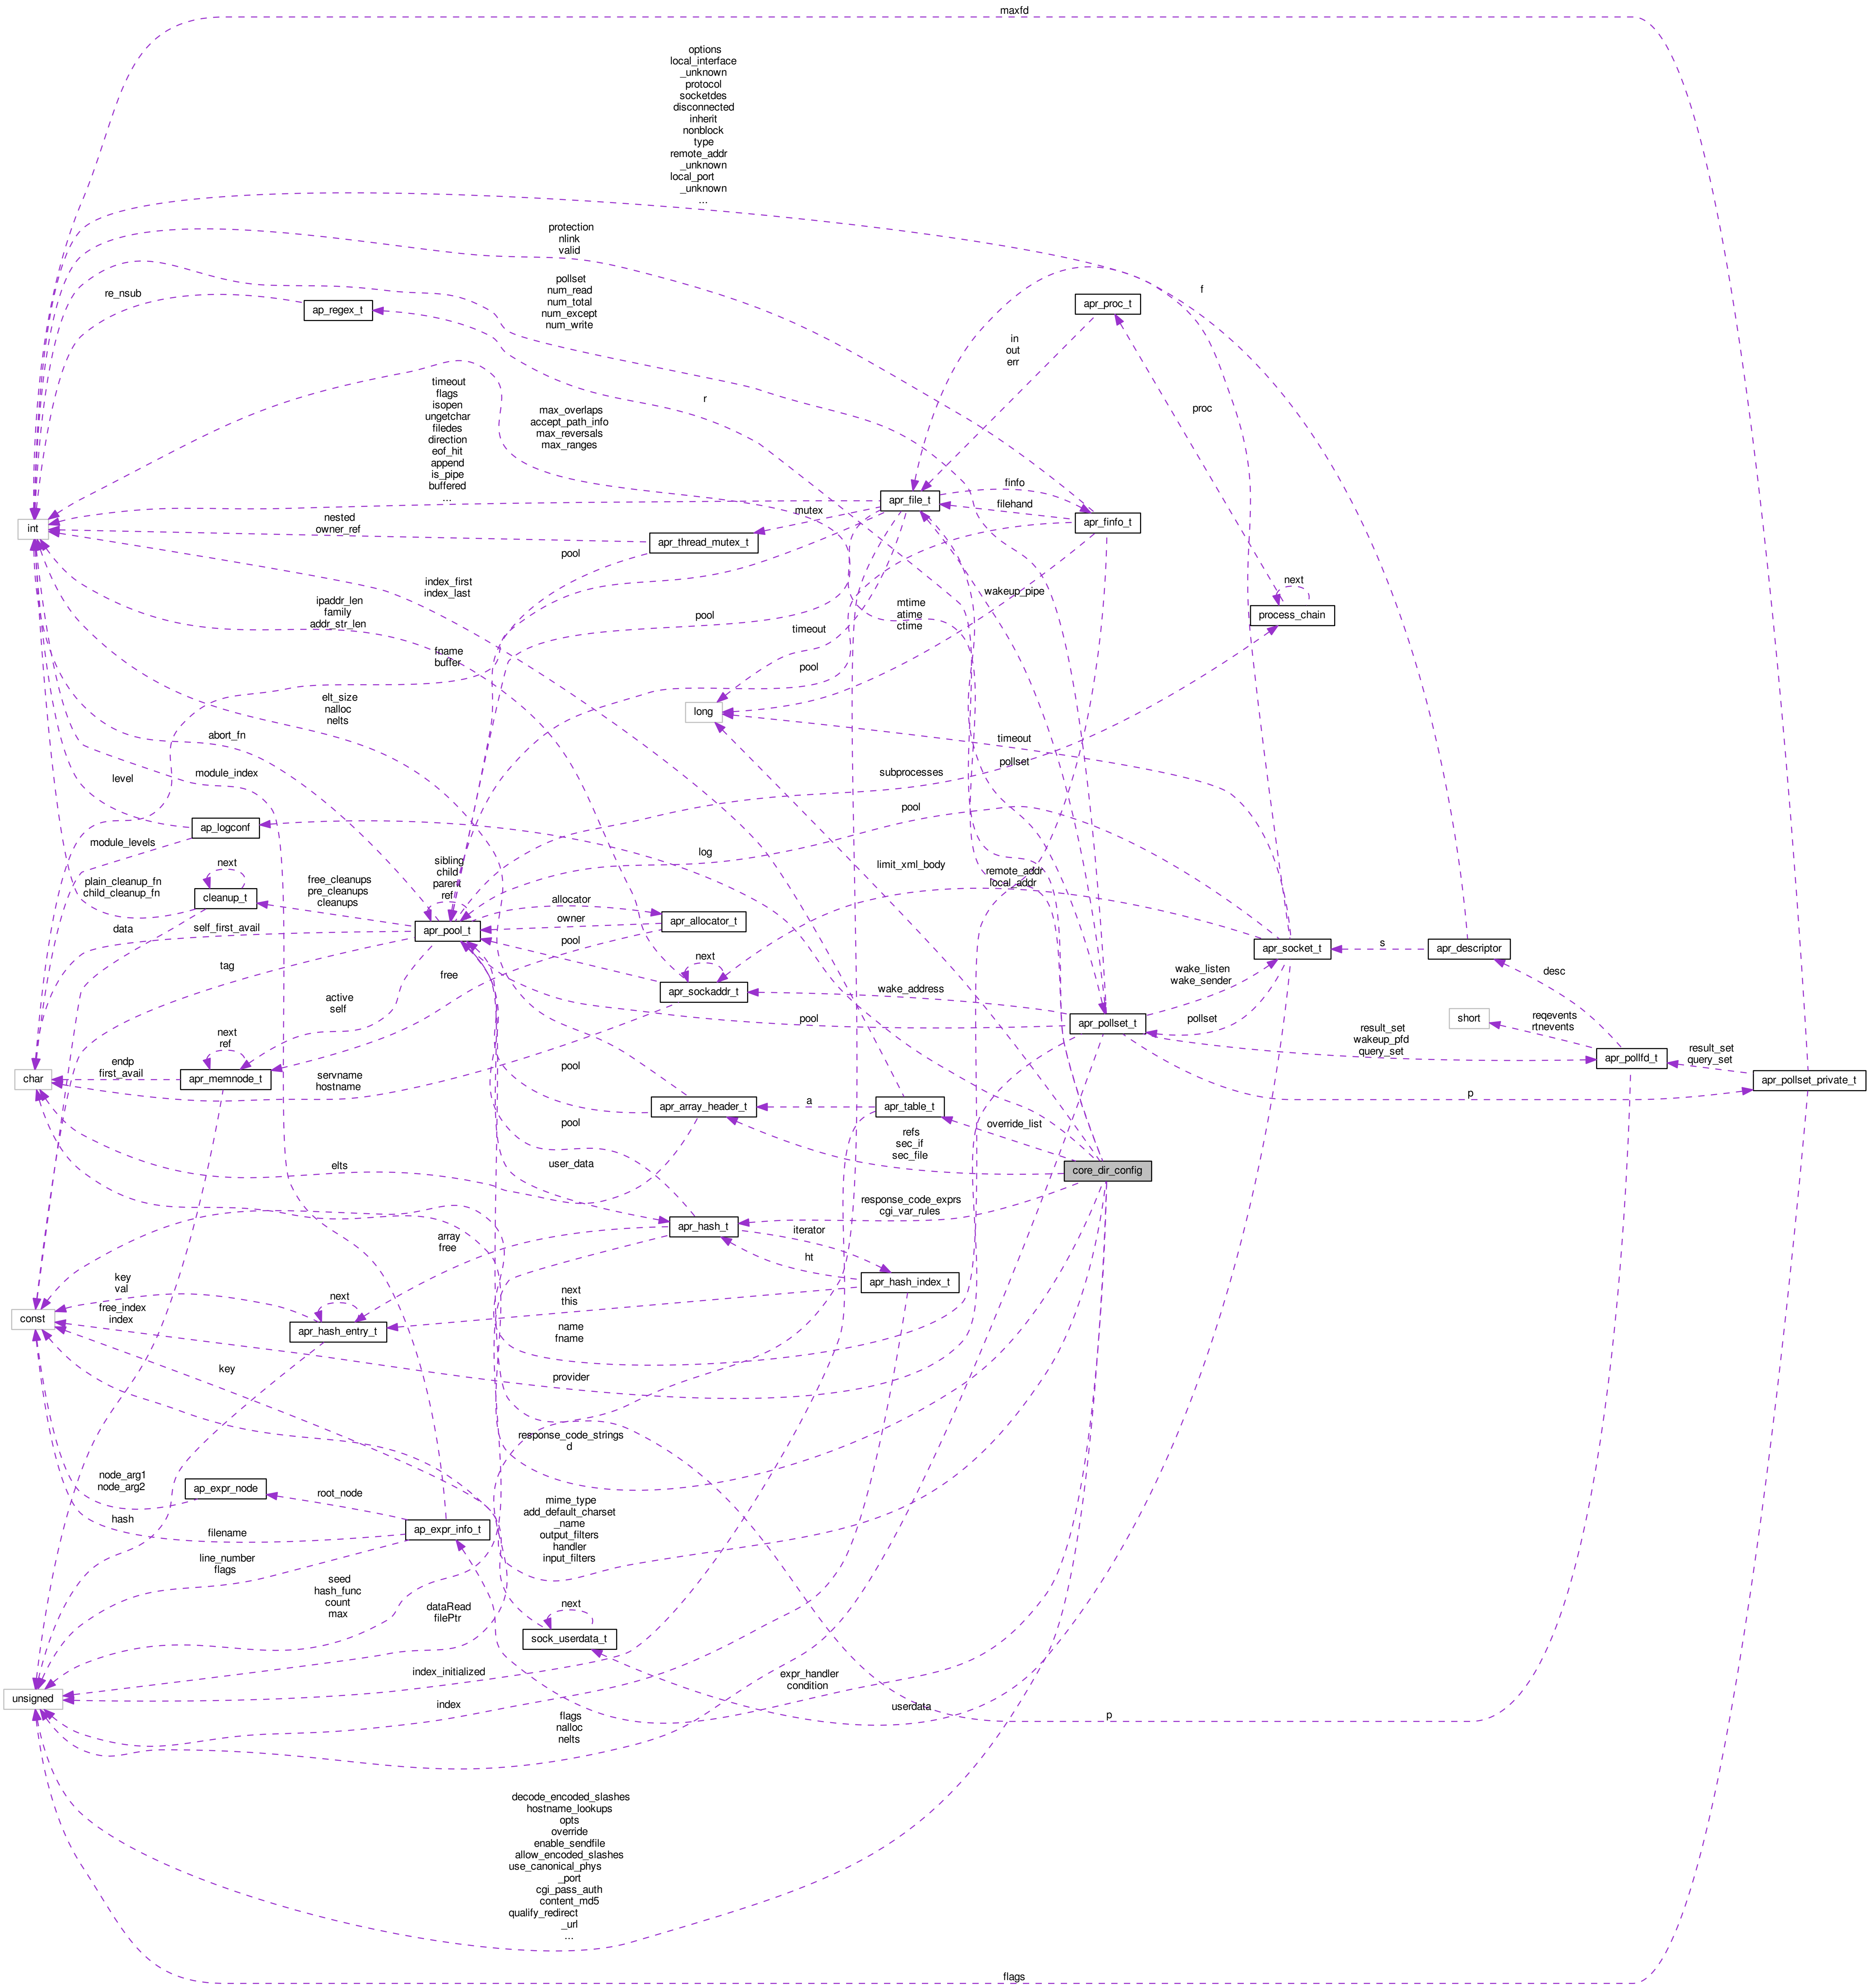 maxfd
options
local_interface
_unknown
protocol
socketdes
disconnected
inherit
nonblock
type
remote_addr
_unknown
local_port
_unknown
...
protection
nlink
valid
f
re_nsub
ap_regex_t
pollset
num_read
num_total
num_except
num_write
apr_proc_t
in
out
err
timeout
flags
isopen
ungetchar
filedes
direction
eof_hit
append
is_pipe
buffered
...
max_overlaps
accept_path_info
max_reversals
max_ranges
r
proc
apr_file_t
finfo
filehand
apr_finfo_t
int
nested
owner_ref
mutex
apr_thread_mutex_t
pool
index_first
index_last
wakeup_pipe
next
process_chain
ipaddr_len
family
addr_str_len
pool
mtime
atime
ctime
timeout
fname
buffer
pool
elt_size
nalloc
nelts
long
abort_fn
timeout
level
module_index
subprocesses
pollset
pool
ap_logconf
module_levels
log
limit_xml_body
sibling
child
parent
ref
next
plain_cleanup_fn
child_cleanup_fn
cleanup_t
free_cleanups
pre_cleanups
cleanups
allocator
apr_allocator_t
owner
remote_addr
local_addr
data
self_first_avail
apr_pool_t
pool
apr_socket_t
s
apr_descriptor
tag
free
next
apr_sockaddr_t
wake_listen
wake_sender
desc
active
self
wake_address
pool
apr_pollset_t
pollset
short
reqevents
rtnevents
result_set
wakeup_pfd
query_set
apr_pollfd_t
result_set
query_set
apr_pollset_private_t
next
ref
char
endp
first_avail
apr_memnode_t
servname
hostname
pool
p
apr_array_header_t
a
apr_table_t
override_list
pool
refs
sec_if
sec_file
elts
user_data
core_dir_config
response_code_exprs
cgi_var_rules
apr_hash_t
iterator
array
free
ht
apr_hash_index_t
key
val
next
next
this
const
free_index
index
apr_hash_entry_t
name
fname
key
provider
response_code_strings
d
node_arg1
node_arg2
ap_expr_node
root_node
mime_type
add_default_charset
_name
output_filters
handler
input_filters
hash
filename
ap_expr_info_t
line_number
flags
seed
hash_func
count
max
dataRead
filePtr
next
sock_userdata_t
unsigned
index_initialized
index
expr_handler
condition
userdata
p
flags
nalloc
nelts
decode_encoded_slashes
hostname_lookups
opts
override
enable_sendfile
allow_encoded_slashes
use_canonical_phys
_port
cgi_pass_auth
content_md5
qualify_redirect
_url
...
flags